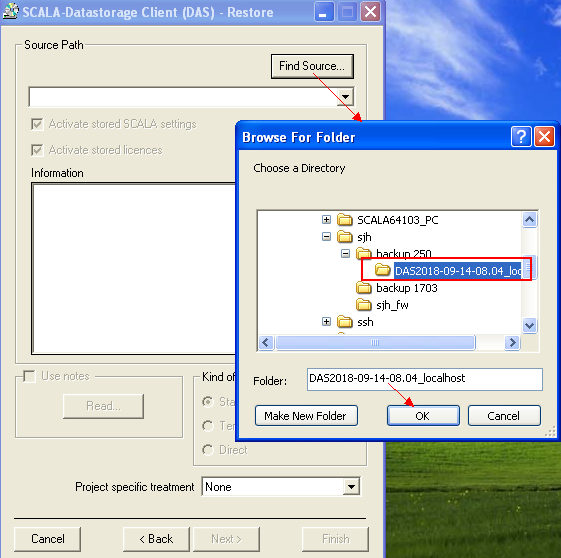 SCALA-Datastorage Client (DAS) - Restore
Source Path
Find Source...
Activate stored SCALA settings
Activate stored licences
Information
Browse For Folder
Choose a Directory
SCALA64103_PC
sjh
backup 250
DAS2018-09-14-08.04_loc
backup 1703
sjh_fw
ssh
Folder:
DAS2018-09-14-08.04_localhost
Make New Folder
OK
Cancel
Use notes
Read...
Kind of
Sta
Ter
Direct
Project specific treatment
None
Cancel
< Back
Next >
Finish